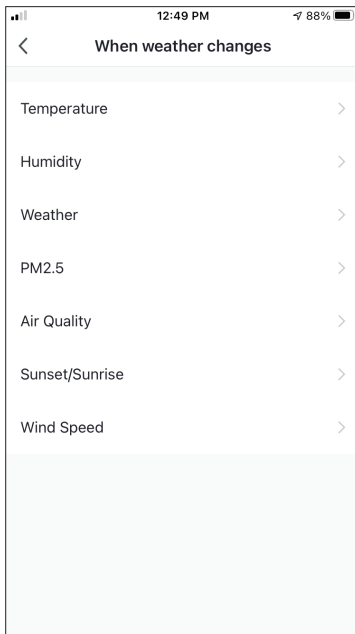 12:49 PM 88%
When weather changes
Temperature
Humidity
Weather
PM2.5
Air Quality
Sunset/Sunrise
Wind Speed